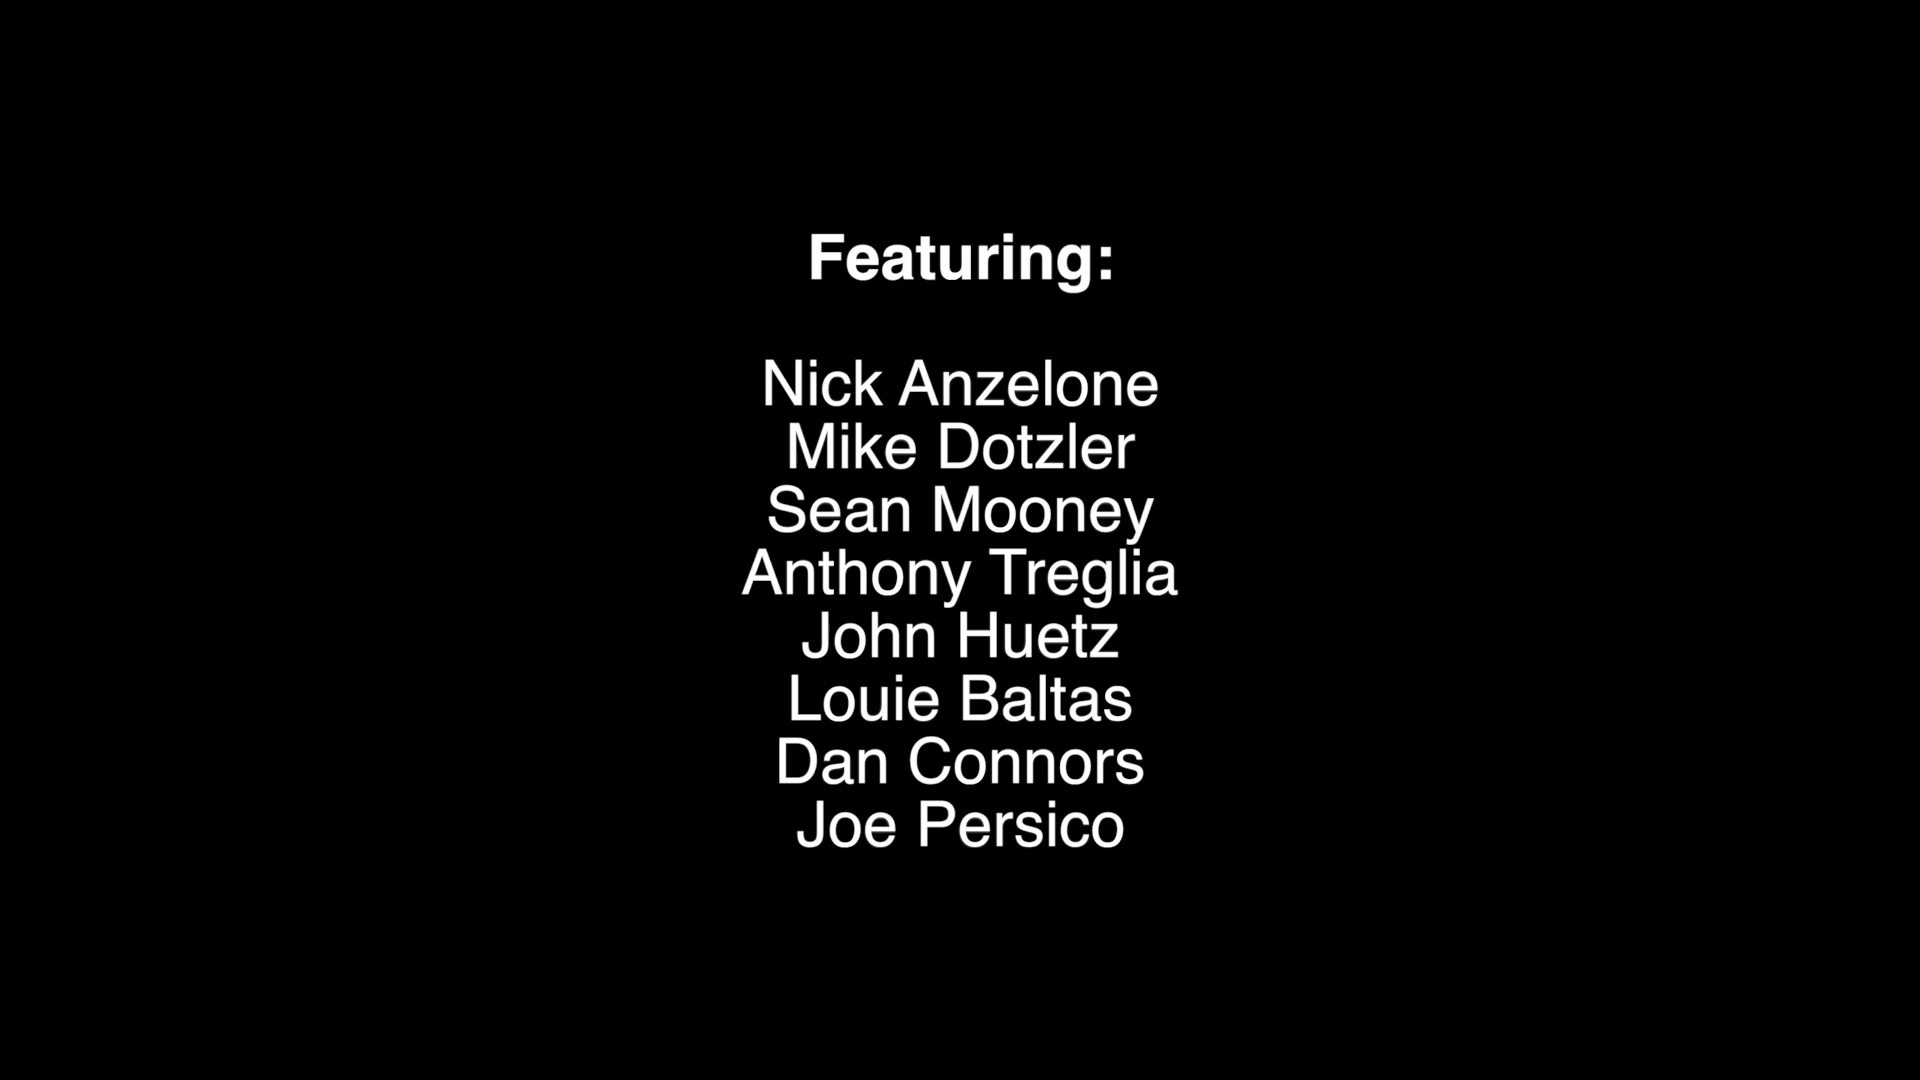 Featuring:
Nick Anzelone
Mike Dotzler
Sean Mooney
Anthony Treglia
John Huetz
Louie Baltas
Dan Connors
Joe Persico